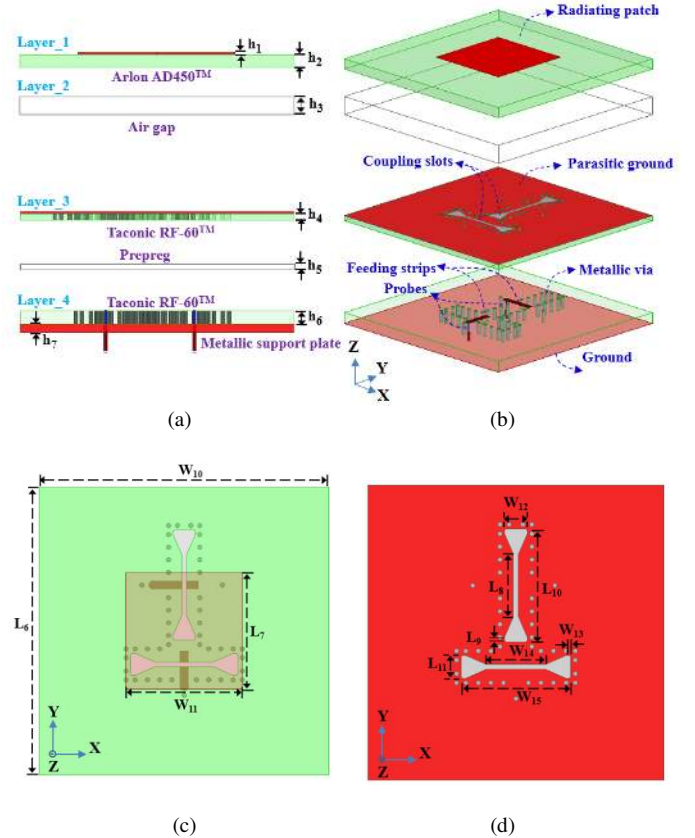 Layer_1
h₁
h₂
Arlon AD450™
Layer_2
h₃
Air gap
Layer_3
h₄
Taconic RF-60™
Prepreg
h₅
Layer_4
Taconic RF-60™
h₆
h₇
Metallic support plate
(a)
Radiating patch
Coupling slots
Parasitic ground
Feeding strips
Metallic via
Probes
Z
Y
X
Ground
(b)
W₁₀
L₆
L₇
W₁₁
Y
X
Z
(c)
W₁₂
L₈
L₁₀
L₉
W₁₃
W₁₄
L₁₁
W₁₅
Y
X
Z
(d)